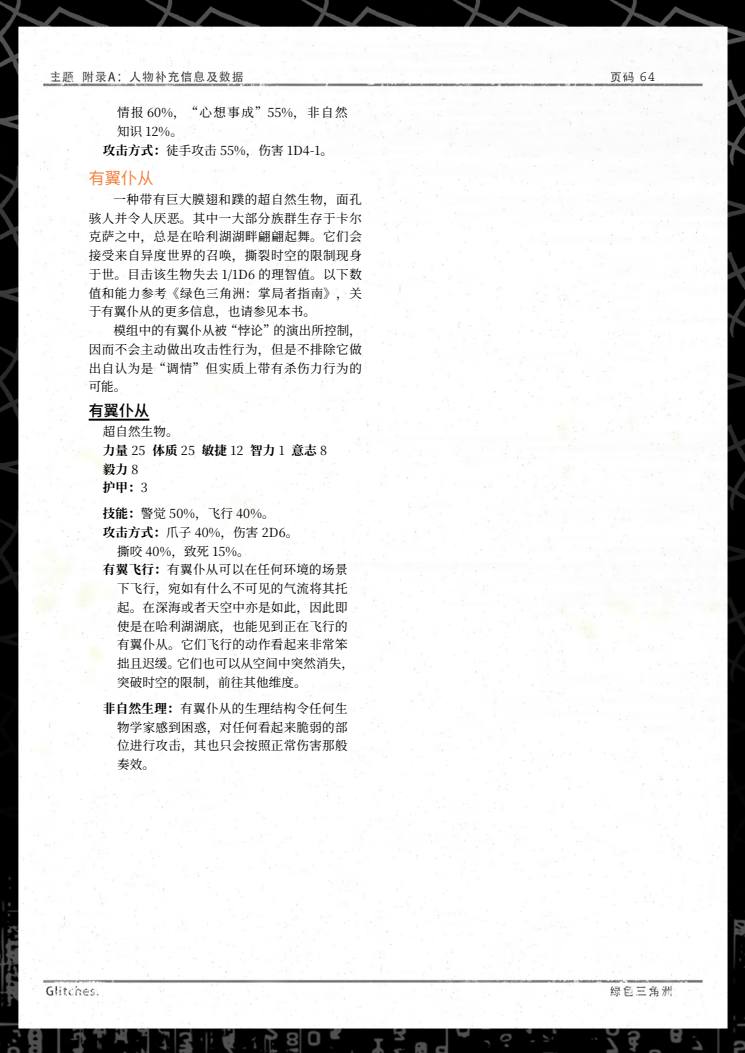 主题 附录A：人物补充信息及数据
页码 64
情报 60%，“心想事成”55%，非自然
知识 12%。
攻击方式：徒手攻击 55%，伤害 1D4-1。
有翼仆从
一种带有巨大膜翅和蹼的超自然生物，面孔
骇人并令人厌恶。其中一大部分族群生存于卡尔
克萨之中，总是在哈利湖湖畔翩翩起舞。它们会
接受来自异度世界的召唤，撕裂时空的限制现身
于世。目击该生物失去 1/1D6 的理智值。以下数
值和能力参考《绿色三角洲：掌局者指南》，关
于有翼仆从的更多信息，也请参见本书。
模组中的有翼仆从被“悖论”的演出所控制，
因而不会主动做出攻击性行为，但是不排除它做
出自认为是“调情”但实质上带有杀伤力行为的
可能。
有翼仆从
超自然生物。
力量 25 体质 25 敏捷 12 智力 1 意志 8
毅力 8
护甲：3
技能：警觉 50%，飞行 40%。
攻击方式：爪子 40%，伤害 2D6。
撕咬 40%，致死 15%。
有翼飞行：有翼仆从可以在任何环境的场景
下飞行，宛如有什么不可见的气流将其托
起。在深海或者天空中亦是如此，因此即
使是在哈利湖湖底，也能见到正在飞行的
有翼仆从。它们飞行的动作看起来非常笨
拙且迟缓。它们也可以从空间中突然消失，
突破时空的限制，前往其他维度。
非自然生理：有翼仆从的生理结构令任何生
物学家感到困惑，对任何看起来脆弱的部
位进行攻击，其也只会按照正常伤害那般
奏效。
Glitches.
绿色三角洲